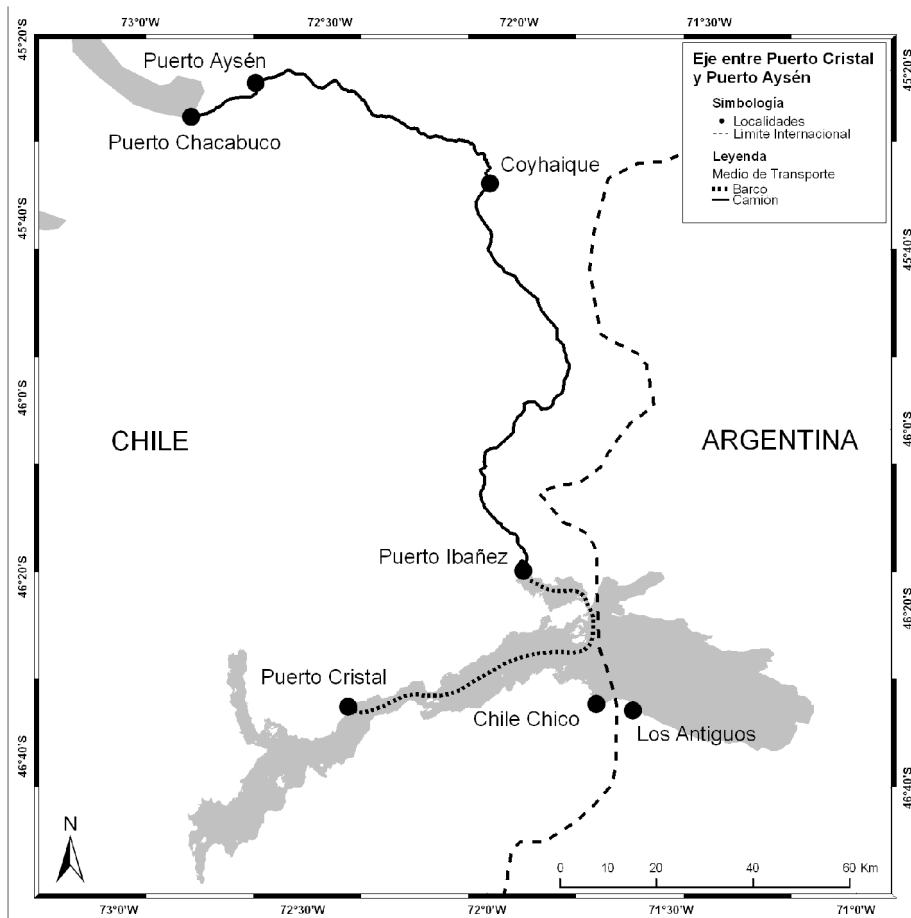 73°0'W 72°30'W 72°0'W 71°30'W 71°0'W
45°20'S
45°20'S
Puerto Aysén
Puerto Chacabuco
Coyhaique
Eje entre Puerto Cristal
y Puerto Aysén
Simbología
Localidades
Limite Internacional
Leyenda
Medio de Transporte
Barco
Camión
45°40'S
45°40'S
46°0'S
46°0'S
CHILE
ARGENTINA
Puerto Ibañez
46°20'S
46°20'S
Puerto Cristal
Chile Chico
Los Antiguos
46°40'S
46°40'S
N
0 10 20 40 60 Km
73°0'W 72°30'W 72°0'W 71°30'W 71°0'W